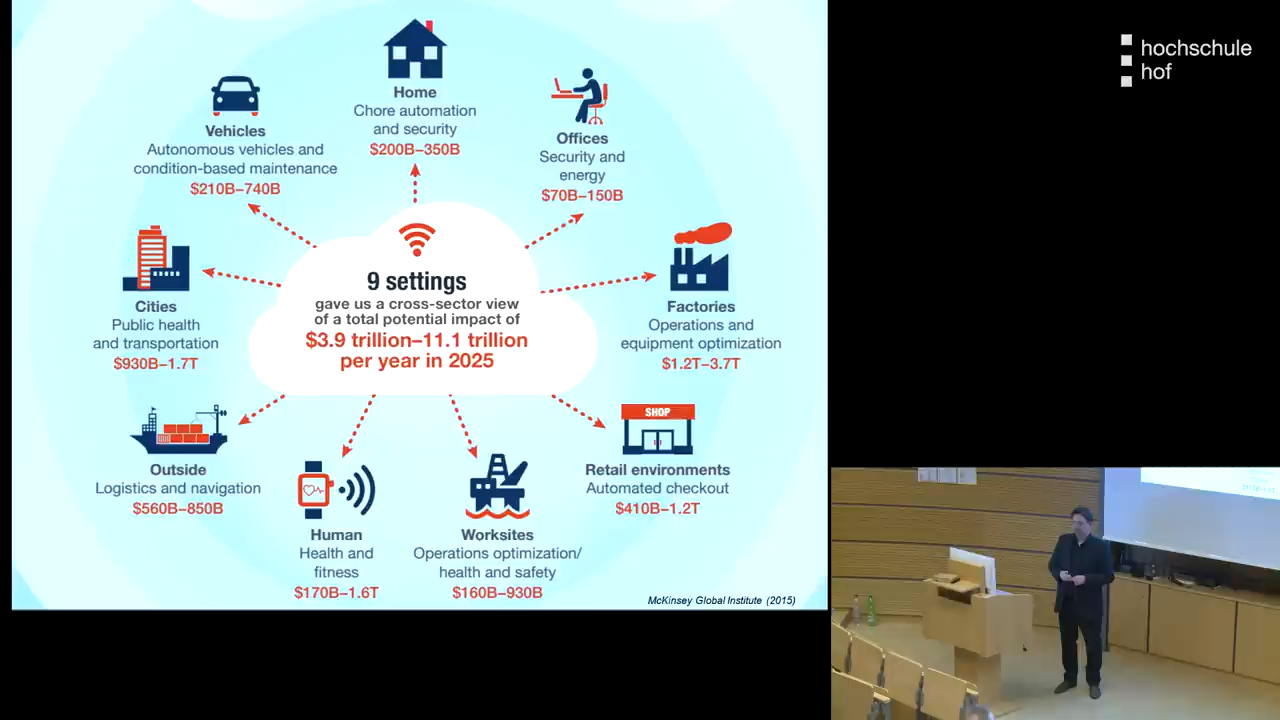 hochschule
hof
Home
Chore automation
and security
$200B–350B
Vehicles
Autonomous vehicles and
condition-based maintenance
$210B–740B
Offices
Security and
energy
$70B–150B
9 settings
gave us a cross-sector view
of a total potential impact of
$3.9 trillion–11.1 trillion
per year in 2025
Cities
Public health
and transportation
$930B–1.7T
Factories
Operations and
equipment optimization
$1.2T–3.7T
Outside
Logistics and navigation
$560B–850B
SHOP
Retail environments
Automated checkout
$410B–1.2T
Human
Health and
fitness
$170B–1.6T
Worksites
Operations optimization/
health and safety
$160B–930B
McKinsey Global Institute (2015)